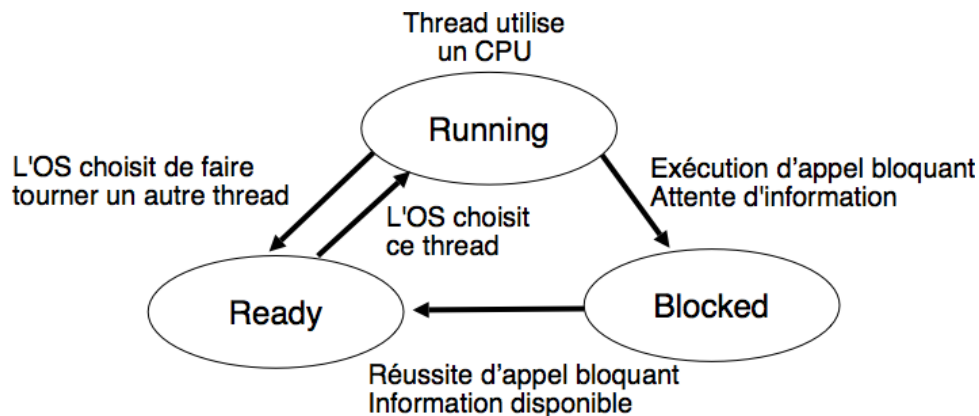 Thread utilise
un CPU
Running
L'OS choisit de faire
tourner un autre thread
Exécution d'appel bloquant
Attente d'information
L'OS choisit
ce thread
Ready
Blocked
Réussite d'appel bloquant
Information disponible